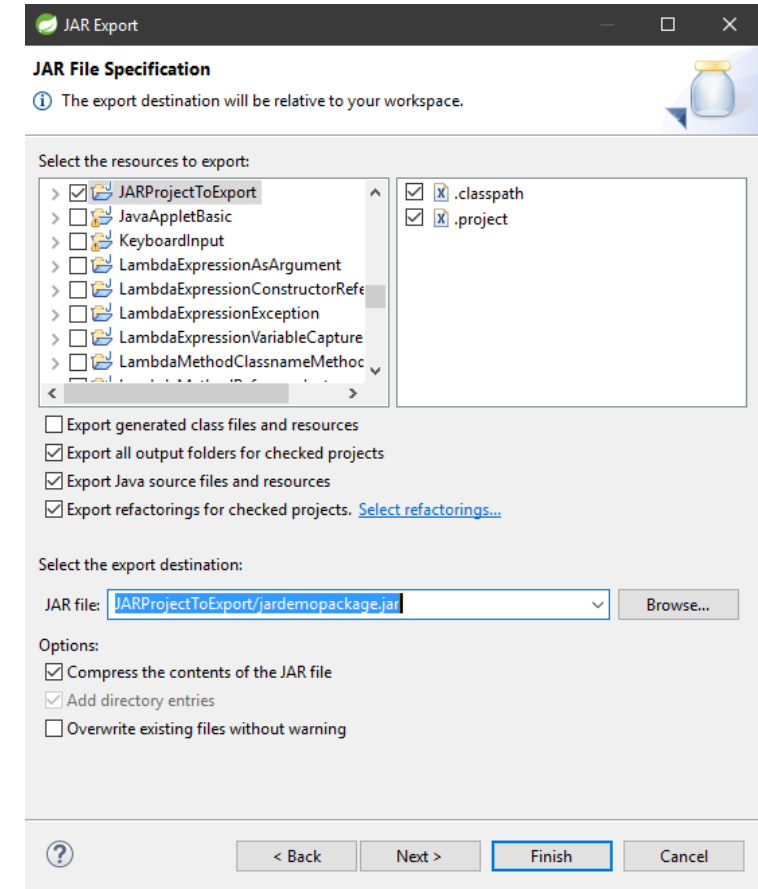 JAR Export
JAR File Specification
The export destination will be relative to your workspace.
Select the resources to export:
JARProjectToExport
JavaAppletBasic
KeyboardInput
LambdaExpressionAsArgument
LambdaExpressionConstructorRefe
LambdaExpressionException
LambdaExpressionVariableCapture
LambdaMethodClassnameMethod
.classpath
.project
Export generated class files and resources
Export all output folders for checked projects
Export Java source files and resources
Export refactorings for checked projects. Select refactorings...
Select the export destination:
JAR file: JARProjectToExport/jardemopackage.jar Browse...
Options:
Compress the contents of the JAR file
Add directory entries
Overwrite existing files without warning
? < Back Next > Finish Cancel